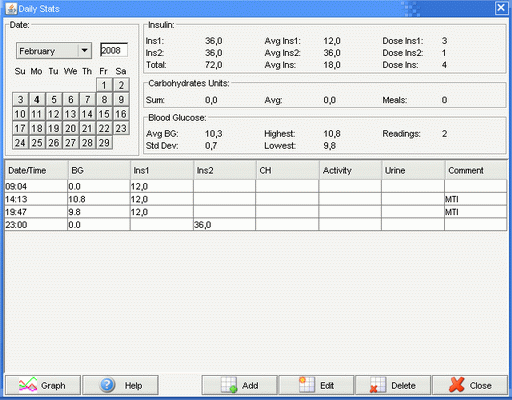 Daily Stats
Date:
February 2008
Su Mo Tu We Th Fr Sa
1 2
3 4 5 6 7 8 9
10 11 12 13 14 15 16
17 18 19 20 21 22 23
24 25 26 27 28 29
Insulin:
Ins1: 36,0 Avg Ins1: 12,0 Dose Ins1: 3
Ins2: 36,0 Avg Ins2: 36,0 Dose Ins2: 1
Total: 72,0 Avg Ins: 18,0 Dose Ins: 4
Carbohydrates Units:
Sum: 0,0 Avg: 0,0 Meals: 0
Blood Glucose:
Avg BG: 10,3 Highest: 10,8 Readings: 2
Std Dev: 0,7 Lowest: 9,8
Date/Time BG Ins1 Ins2 CH Activity Urine Comment
09:04 0.0 12,0
14:13 10.8 12,0 MTI
19:47 9.8 12,0 MTI
23:00 0.0 36,0
Graph Help Add Edit Delete Close